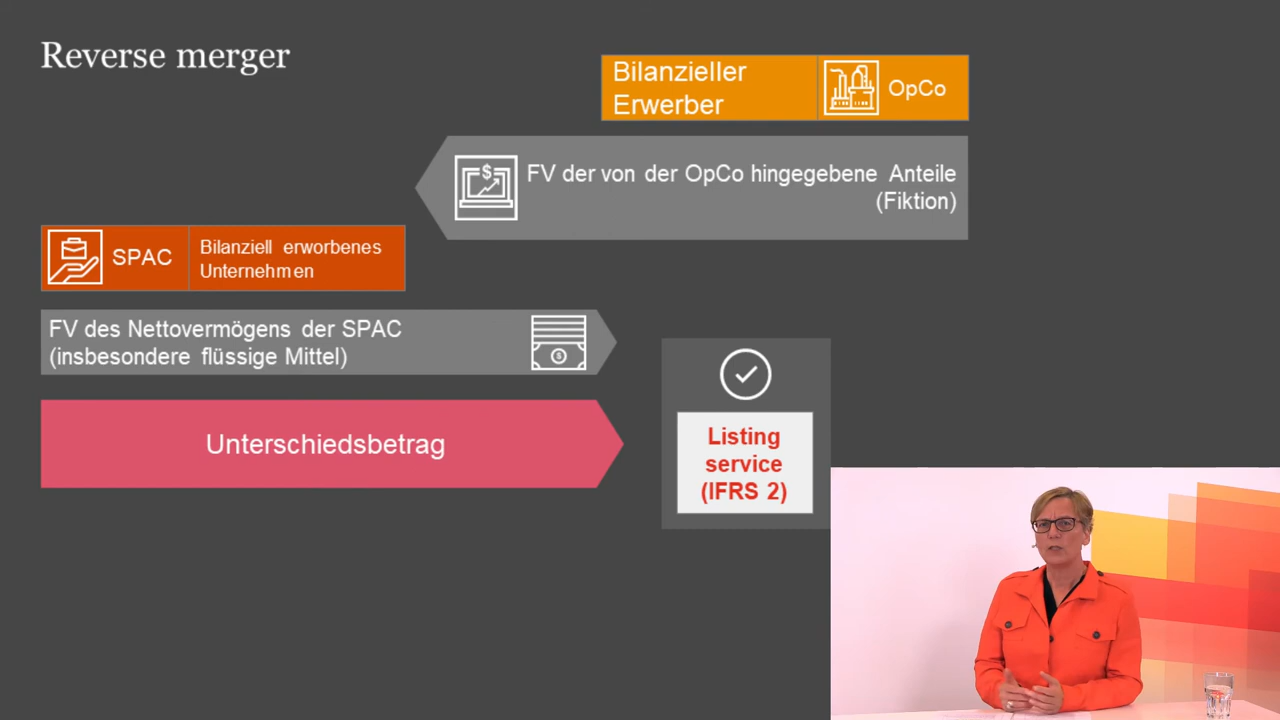 Reverse merger
Bilanzieller
Erwerber
OpCo
FV der von der OpCo hingegebene Anteile
(Fiktion)
SPAC
Bilanziell erworbenes
Unternehmen
FV des Nettovermögens der SPAC
(insbesondere flüssige Mittel)
Unterschiedsbetrag
Listing
service
(IFRS 2)